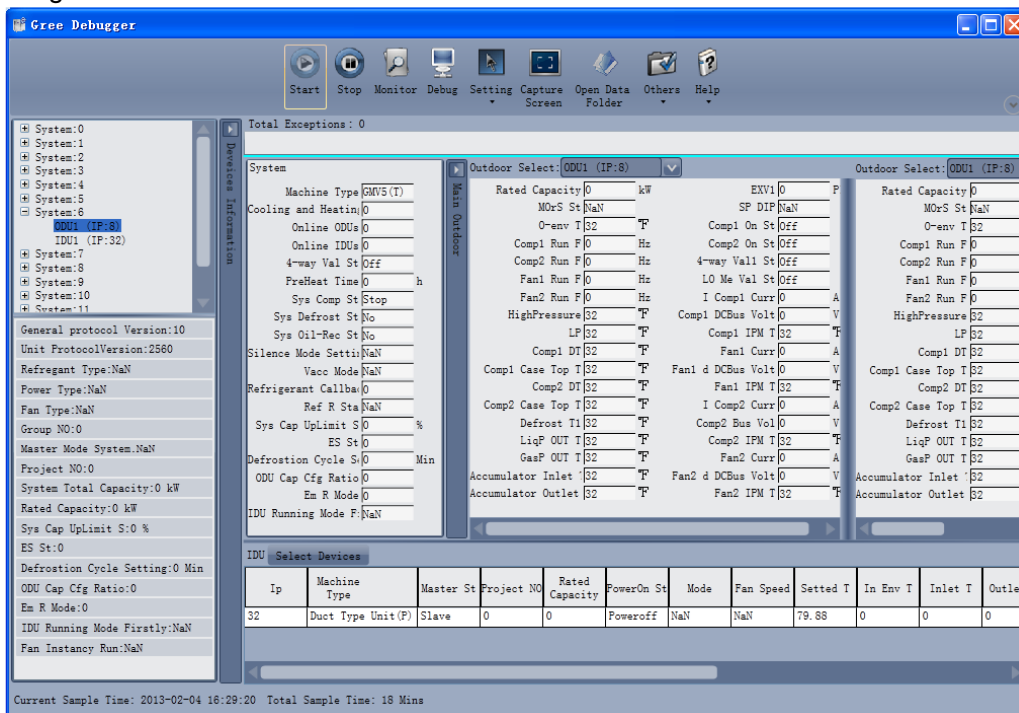 Gree Debugger
Start Stop Monitor Debug Setting Capture Screen Open Data Folder Others Help
System:0
System:1
System:2
System:3
System:4
System:5
System:6
ODU1 (IP:8)
IDU1 (IP:32)
System:7
System:8
System:9
System:10
System:11
General protocol Version:10
Unit ProtocolVersion:2560
Refregant Type:NaN
Power Type:NaN
Fan Type:NaN
Group NO:0
Master Mode System.NaN
Project NO:0
System Total Capacity:0 kW
Rated Capacity:0 kW
Sys Cap UpLimit S:0 %
ES St:0
Defrostion Cycle Setting:0 Min
ODU Cap Cfg Ratio:0
Em R Mode:0
IDU Running Mode Firstly:NaN
Fan Instancy Run:NaN
Deveices Information
Total Exceptions: 0
System
Machine Type GMV5(T)
Cooling and Heating 0
Online ODUs 0
Online IDUs 0
4-way Val St Off
PreHeat Time 0 h
Sys Comp St Stop
Sys Defrost St No
Sys Oil-Rec St No
Silence Mode Setti NaN
Vacc Mode NaN
Refrigerant Callba 0
Ref R Sta NaN
Sys Cap UpLimit S 0 %
ES St 0
Defrostion Cycle S 0 Min
ODU Cap Cfg Ratio 0
Em R Mode 0
IDU Running Mode F: NaN
Main Outdoor
Outdoor Select: ODU1 (IP:8)
Rated Capacity 0 kW
MOrS St NaN
O-env T 32 °F
Comp1 Run F 0 Hz
Comp2 Run F 0 Hz
Fan1 Run F 0 Hz
Fan2 Run F 0 Hz
HighPressure 32 °F
LP 32 °F
Comp1 DT 32 °F
Comp1 Case Top T 32 °F
Comp2 DT 32 °F
Comp2 Case Top T 32 °F
Defrost T1 32 °F
LiqP OUT T 32 °F
GasP OUT T 32 °F
Accumulator Inlet 32 °F
Accumulator Outlet 32 °F
EXV1 0 P
SP DIP NaN
Comp1 On St Off
Comp2 On St Off
4-way Val1 St Off
LO Me Val St Off
I Comp1 Curr 0 A
Comp1 DCBus Volt 0 V
Comp1 IPM T 32 °F
Fan1 Curr 0 A
Fan1 d DCBus Volt 0 V
Fan1 IPM T 32 °F
I Comp2 Curr 0 A
Comp2 Bus Vol 0 V
Comp2 IPM T 32 °F
Fan2 Curr 0 A
Fan2 d DCBus Volt 0 V
Fan2 IPM T 32 °F
Outdoor Select: ODU1 (IP:8)
Rated Capacity 0
MOrS St NaN
O-env T 32
Comp1 Run F 0
Comp2 Run F 0
Fan1 Run F 0
Fan2 Run F 0
HighPressure 32
LP 32
Comp1 DT 32
Comp1 Case Top T 32
Comp2 DT 32
Comp2 Case Top T 32
Defrost T1 32
LiqP OUT T 32
GasP OUT T 32
Accumulator Inlet 32
Accumulator Outlet 32
IDU Select Devices
Ip Machine Type Master St Project NO Rated Capacity PowerOn St Mode Fan Speed Setted T In Env T Inlet T Outle
32 Duct Type Unit(P) Slave 0 0 Poweroff NaN NaN 79.88 0 0 0
Current Sample Time: 2013-02-04 16:29:20 Total Sample Time: 18 Mins